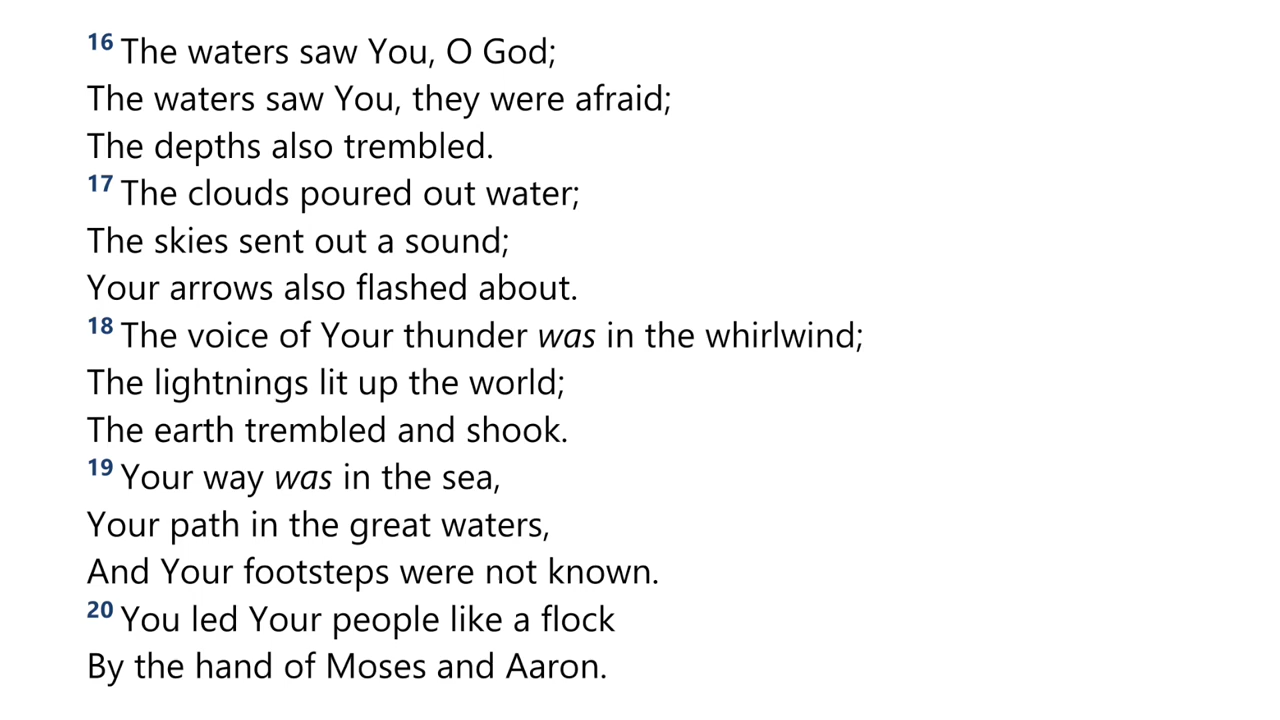 16 The waters saw You, O God;
The waters saw You, they were afraid;
The depths also trembled.
17 The clouds poured out water;
The skies sent out a sound;
Your arrows also flashed about.
18 The voice of Your thunder was in the whirlwind;
The lightnings lit up the world;
The earth trembled and shook.
19 Your way was in the sea,
Your path in the great waters,
And Your footsteps were not known.
20 You led Your people like a flock
By the hand of Moses and Aaron.